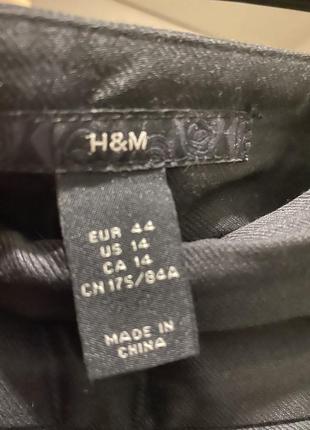 H&M
EUR 44
US 14
CA 14
CN 175/84A
MADE IN
CHINA